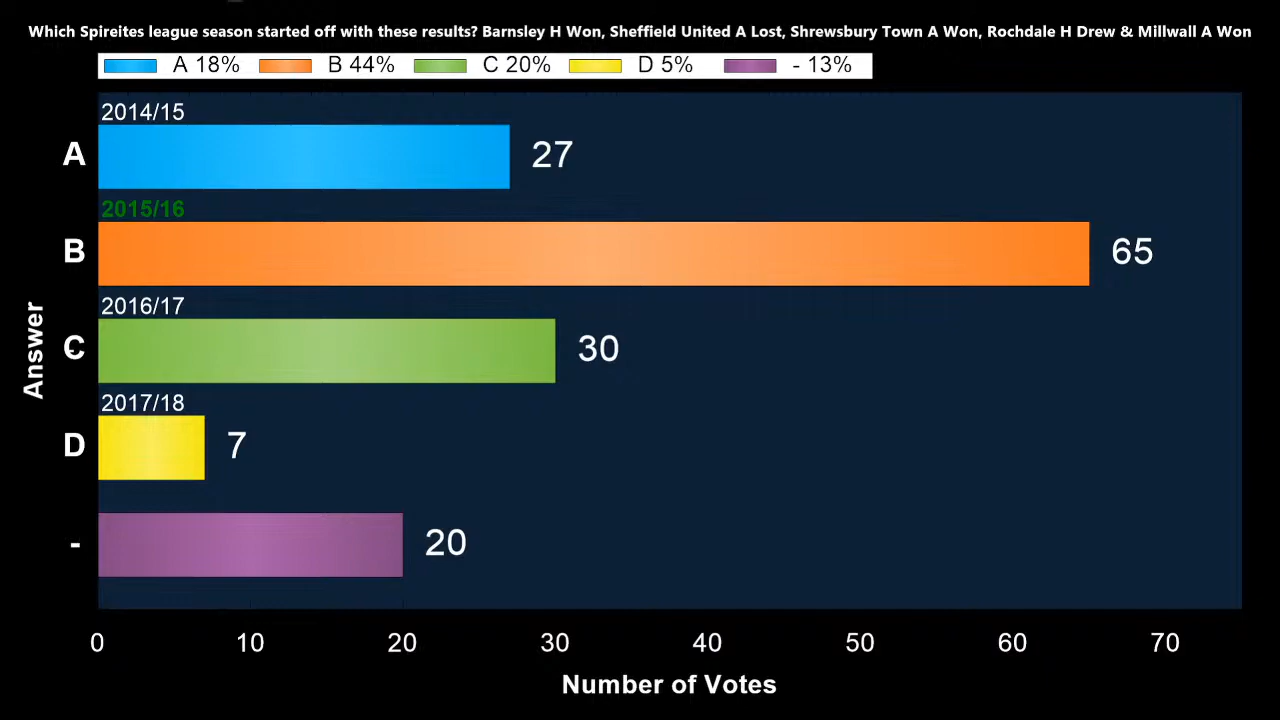 Which Spireites league season started off with these results? Barnsley H Won, Sheffield United A Lost, Shrewsbury Town A Won, Rochdale H Drew & Millwall A Won
A 18% B 44% C 20% D 5% - 13%
2014/15
A 27
2015/16
B 65
2016/17
C 30
2017/18
D 7
- 20
Answer
0 10 20 30 40 50 60 70
Number of Votes